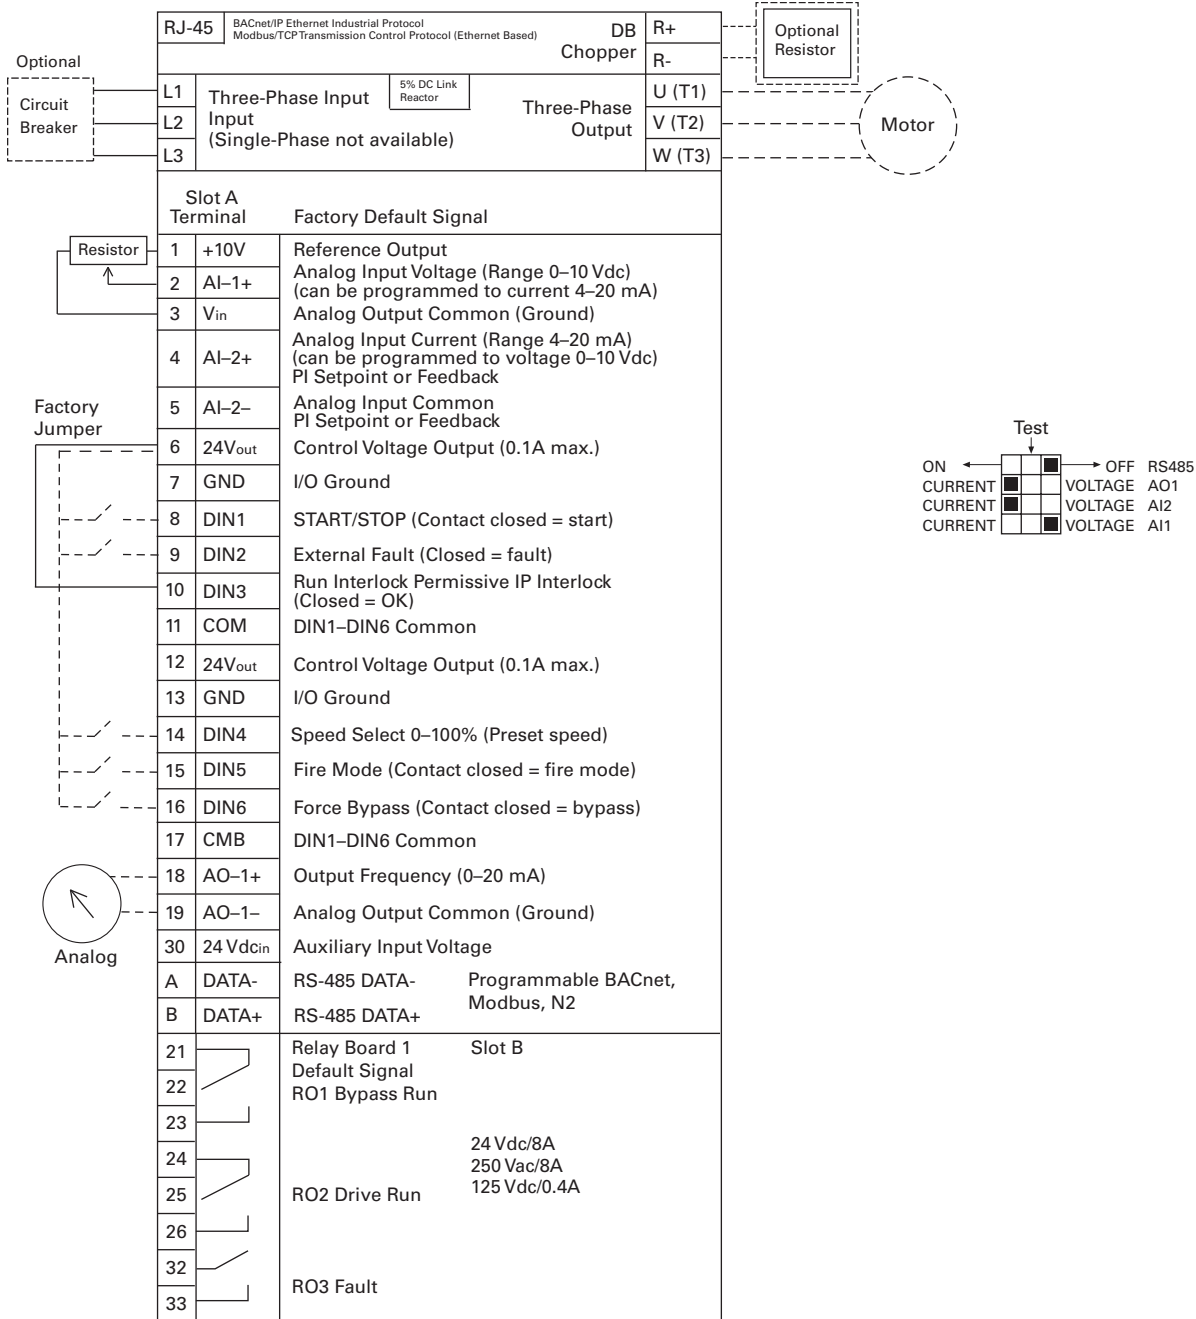 RJ-45 BACnet/IP Ethernet Industrial Protocol
Modbus/TCP Transmission Control Protocol (Ethernet Based)
DB
Chopper
R+
R-
Optional
Resistor
Optional
Circuit
Breaker
L1
L2
L3
Three-Phase Input
Input
(Single-Phase not available)
5% DC Link
Reactor
Three-Phase
Output
U (T1)
V (T2)
W (T3)
Motor
Slot A
Terminal Factory Default Signal
Resistor
1 +10V Reference Output
2 AI–1+ Analog Input Voltage (Range 0–10 Vdc)
(can be programmed to current 4–20 mA)
3 Vin Analog Output Common (Ground)
4 AI–2+ Analog Input Current (Range 4–20 mA)
(can be programmed to voltage 0–10 Vdc)
PI Setpoint or Feedback
5 AI–2– Analog Input Common
PI Setpoint or Feedback
Factory
Jumper
6 24Vout Control Voltage Output (0.1A max.)
7 GND I/O Ground
8 DIN1 START/STOP (Contact closed = start)
9 DIN2 External Fault (Closed = fault)
10 DIN3 Run Interlock Permissive IP Interlock
(Closed = OK)
11 COM DIN1–DIN6 Common
12 24Vout Control Voltage Output (0.1A max.)
13 GND I/O Ground
14 DIN4 Speed Select 0–100% (Preset speed)
15 DIN5 Fire Mode (Contact closed = fire mode)
16 DIN6 Force Bypass (Contact closed = bypass)
17 CMB DIN1–DIN6 Common
18 AO–1+ Output Frequency (0–20 mA)
19 AO–1– Analog Output Common (Ground)
Analog
30 24 Vdcin Auxiliary Input Voltage
A DATA- RS-485 DATA- Programmable BACnet,
Modbus, N2
B DATA+ RS-485 DATA+
21 Relay Board 1 Slot B
Default Signal
22 RO1 Bypass Run
23
24 24 Vdc/8A
250 Vac/8A
25 RO2 Drive Run 125 Vdc/0.4A
26
32
RO3 Fault
33
Test
ON OFF RS485
CURRENT VOLTAGE AO1
CURRENT VOLTAGE AI2
CURRENT VOLTAGE AI1